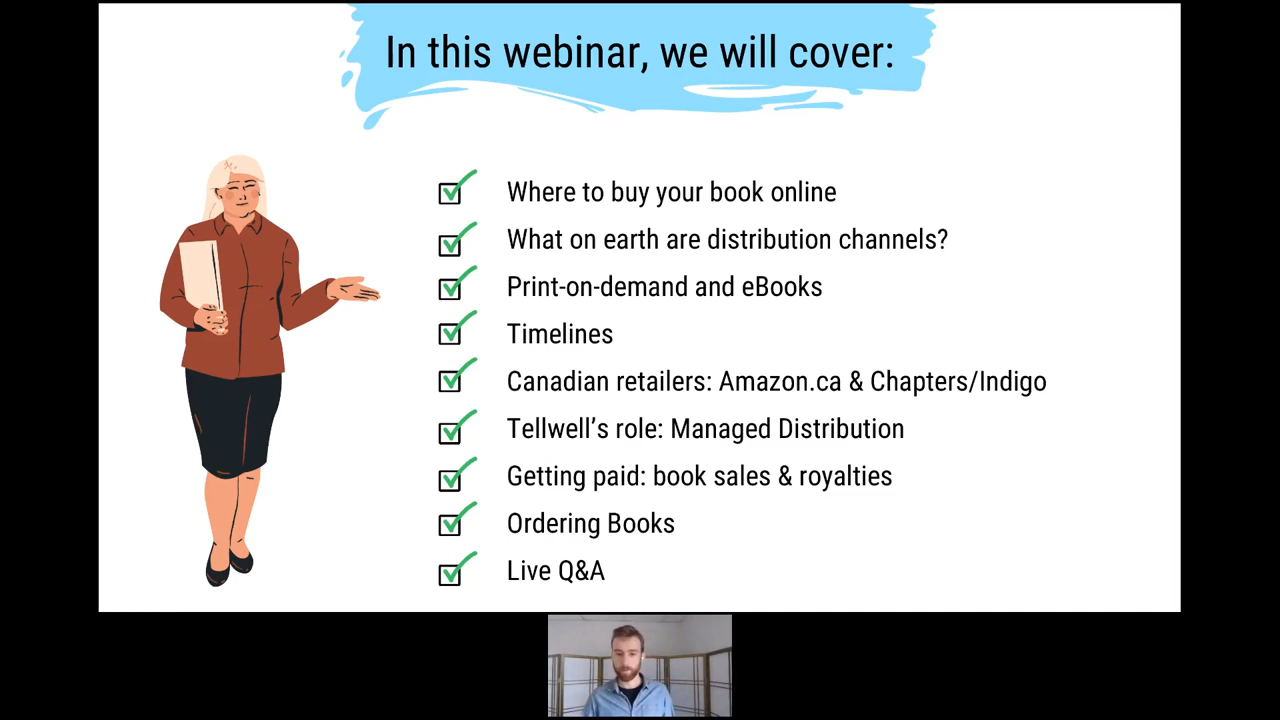 In this webinar, we will cover:
Where to buy your book online
What on earth are distribution channels?
Print-on-demand and eBooks
Timelines
Canadian retailers: Amazon.ca & Chapters/Indigo
Tellwell’s role: Managed Distribution
Getting paid: book sales & royalties
Ordering Books
Live Q&A